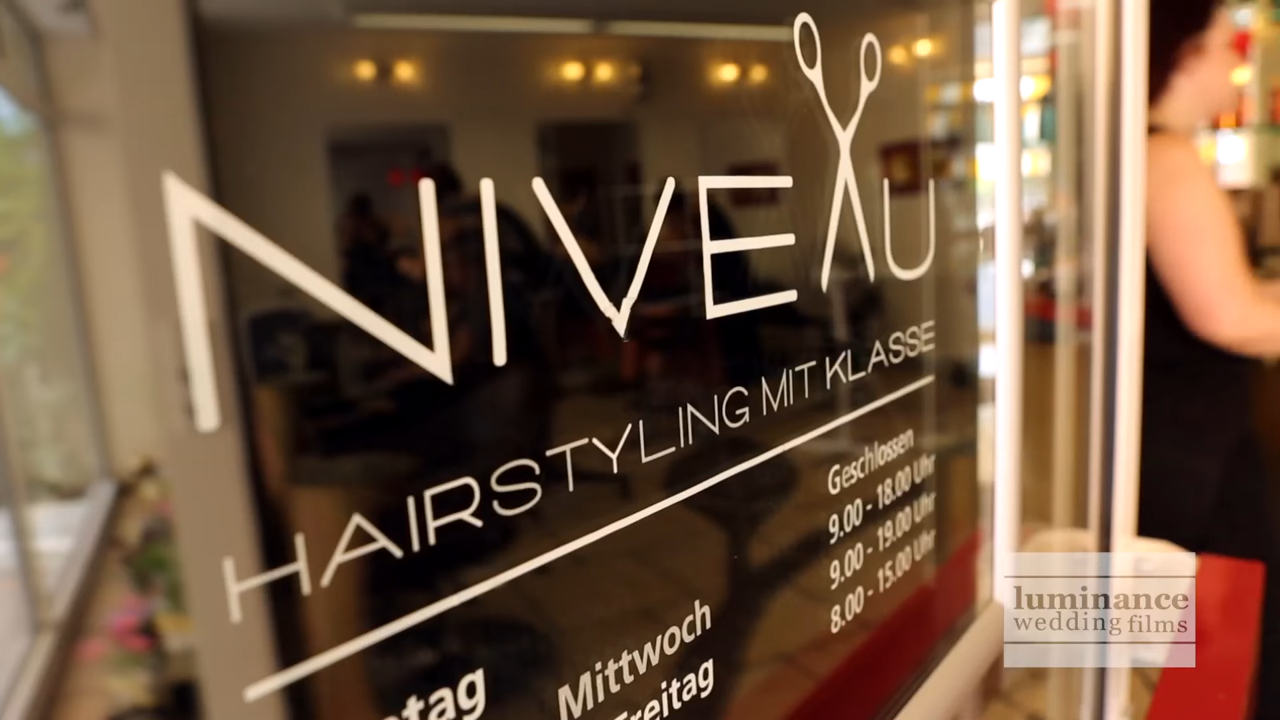 NIVEAU
HAIRSTYLING MIT KLASSE
Geschlossen
9.00 - 18.00 Uhr
9.00 - 19.00 Uhr
8.00 - 15.00 Uhr
Mittwoch
Freitag
luminance
wedding films